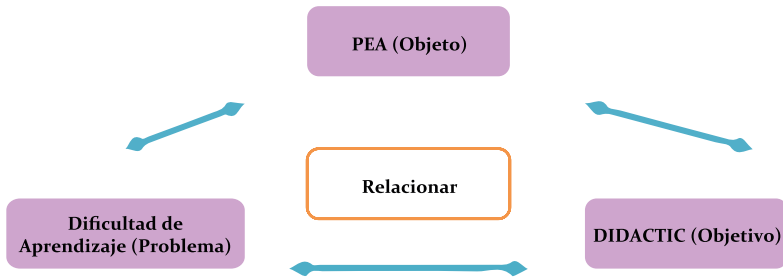 PEA (Objeto)
Relacionar
Dificultad de
Aprendizaje (Problema)
DIDACTIC (Objetivo)